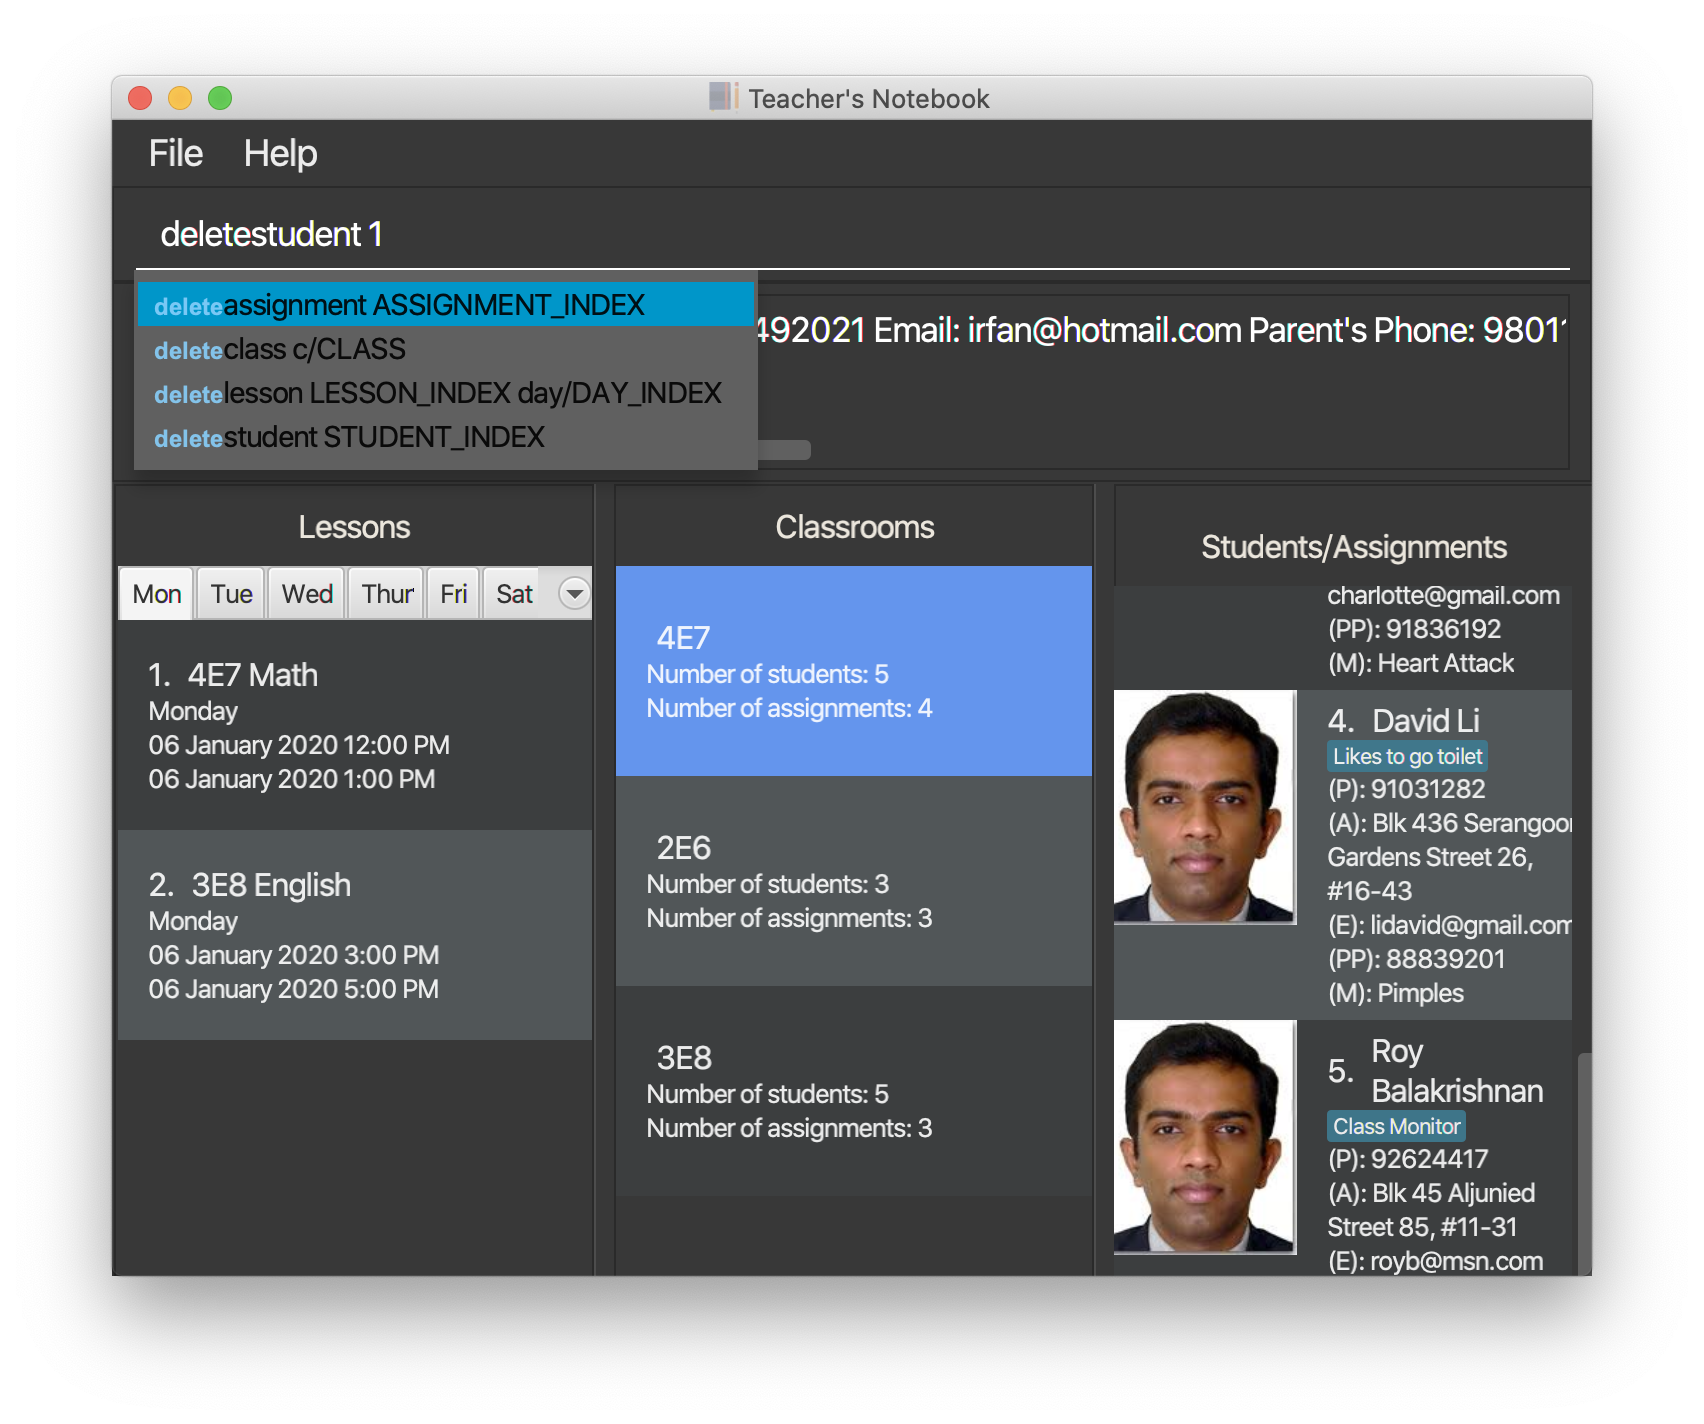 Teacher's Notebook
File Help
deletestudent 1
deleteassignment ASSIGNMENT_INDEX
deleteclass c/CLASS
deletelesson LESSON_INDEX day/DAY_INDEX
deletestudent STUDENT_INDEX
492021 Email: irfan@hotmail.com Parent's Phone: 9801
Lessons
Mon Tue Wed Thur Fri Sat
1. 4E7 Math
Monday
06 January 2020 12:00 PM
06 January 2020 1:00 PM
2. 3E8 English
Monday
06 January 2020 3:00 PM
06 January 2020 5:00 PM
Classrooms
4E7
Number of students: 5
Number of assignments: 4
2E6
Number of students: 3
Number of assignments: 3
3E8
Number of students: 5
Number of assignments: 3
Students/Assignments
charlotte@gmail.com
(PP): 91836192
(M): Heart Attack
4. David Li
Likes to go toilet
(P): 91031282
(A): Blk 436 Serangoon
Gardens Street 26,
#16-43
(E): lidavid@gmail.com
(PP): 88839201
(M): Pimples
5. Roy
Balakrishnan
Class Monitor
(P): 92624417
(A): Blk 45 Aljunied
Street 85, #11-31
(E): royb@msn.com